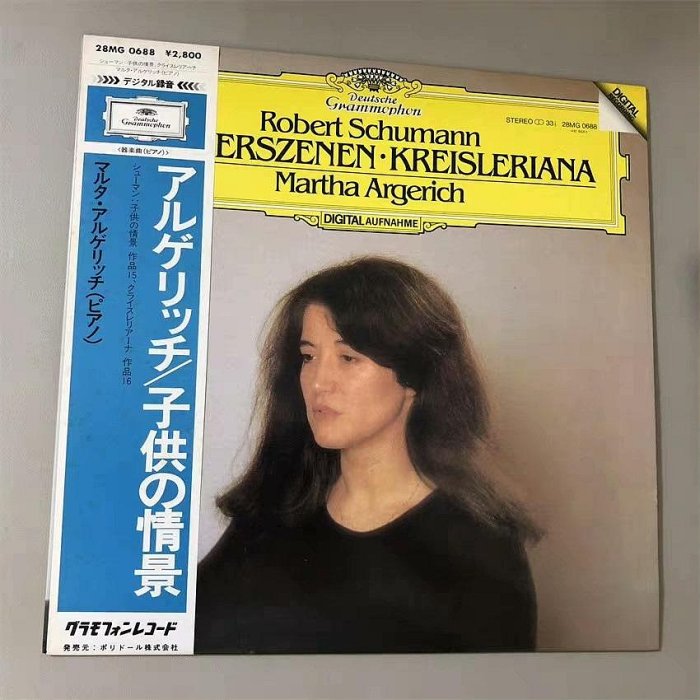 28MG 0688 ¥2,800
シューマン:子供の情景,クライスレリアーナ
マルタ・アルゲリッチ(ピアノ)
デジタル録音
Deutsche
Grammophon
〈器楽曲(ピアノ)〉
アルゲリッチ/子供の情景
シューマン:子供の情景 作品15、クライスレリアーナ 作品16
マルタ・アルゲリッチ(ピアノ)
グラモフォンレコード
発売元:ポリドール株式会社
Deutsche
Grammophon
STEREO 33 28MG 0688
DIGITAL
Robert Schumann
ERSZENEN·KREISLERIANA
Martha Argerich
DIGITAL AUFNAHME